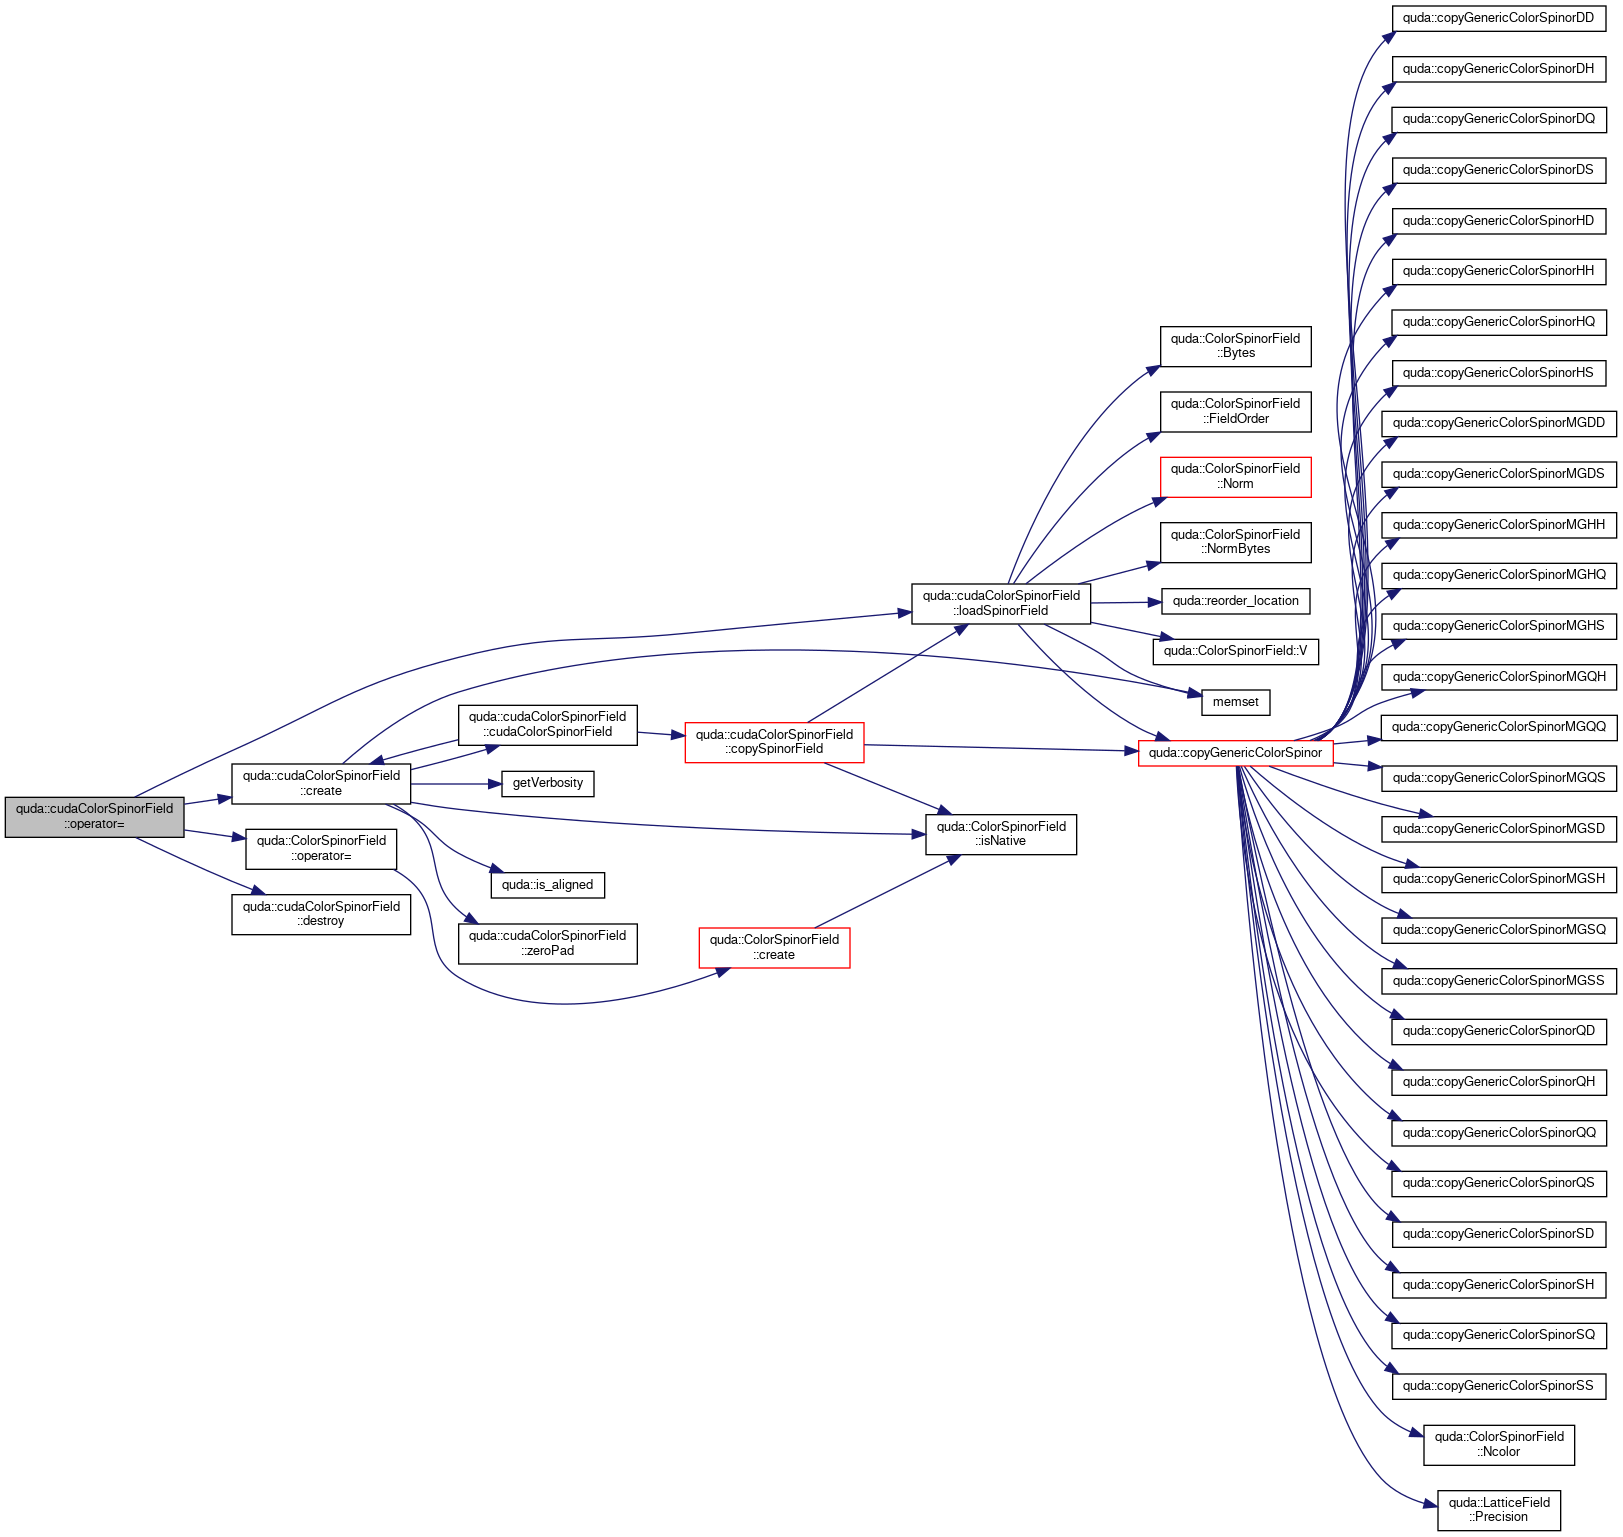 quda::cudaColorSpinorField
::operator=
quda::cudaColorSpinorField
::create
quda::ColorSpinorField
::operator=
quda::cudaColorSpinorField
::destroy
quda::cudaColorSpinorField
::cudaColorSpinorField
getVerbosity
quda::is_aligned
quda::cudaColorSpinorField
::zeroPad
quda::cudaColorSpinorField
::copySpinorField
quda::ColorSpinorField
::create
quda::cudaColorSpinorField
::loadSpinorField
quda::ColorSpinorField
::isNative
quda::ColorSpinorField
::Bytes
quda::ColorSpinorField
::FieldOrder
quda::ColorSpinorField
::Norm
quda::ColorSpinorField
::NormBytes
quda::reorder_location
quda::ColorSpinorField::V
memset
quda::copyGenericColorSpinor
quda::copyGenericColorSpinorDD
quda::copyGenericColorSpinorDH
quda::copyGenericColorSpinorDQ
quda::copyGenericColorSpinorDS
quda::copyGenericColorSpinorHD
quda::copyGenericColorSpinorHH
quda::copyGenericColorSpinorHQ
quda::copyGenericColorSpinorHS
quda::copyGenericColorSpinorMGDD
quda::copyGenericColorSpinorMGDS
quda::copyGenericColorSpinorMGHH
quda::copyGenericColorSpinorMGHQ
quda::copyGenericColorSpinorMGHS
quda::copyGenericColorSpinorMGQH
quda::copyGenericColorSpinorMGQQ
quda::copyGenericColorSpinorMGQS
quda::copyGenericColorSpinorMGSD
quda::copyGenericColorSpinorMGSH
quda::copyGenericColorSpinorMGSQ
quda::copyGenericColorSpinorMGSS
quda::copyGenericColorSpinorQD
quda::copyGenericColorSpinorQH
quda::copyGenericColorSpinorQQ
quda::copyGenericColorSpinorQS
quda::copyGenericColorSpinorSD
quda::copyGenericColorSpinorSH
quda::copyGenericColorSpinorSQ
quda::copyGenericColorSpinorSS
quda::ColorSpinorField
::Ncolor
quda::LatticeField
::Precision